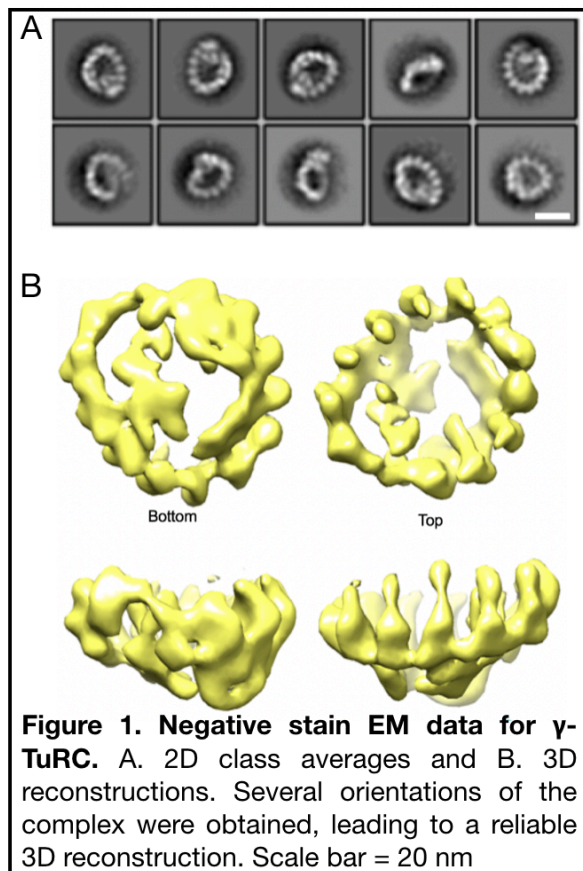 A
B
Bottom
Top
Figure 1. Negative stain EM data for γ-
TuRC. A. 2D class averages and B. 3D
reconstructions. Several orientations of the
complex were obtained, leading to a reliable
3D reconstruction. Scale bar = 20 nm